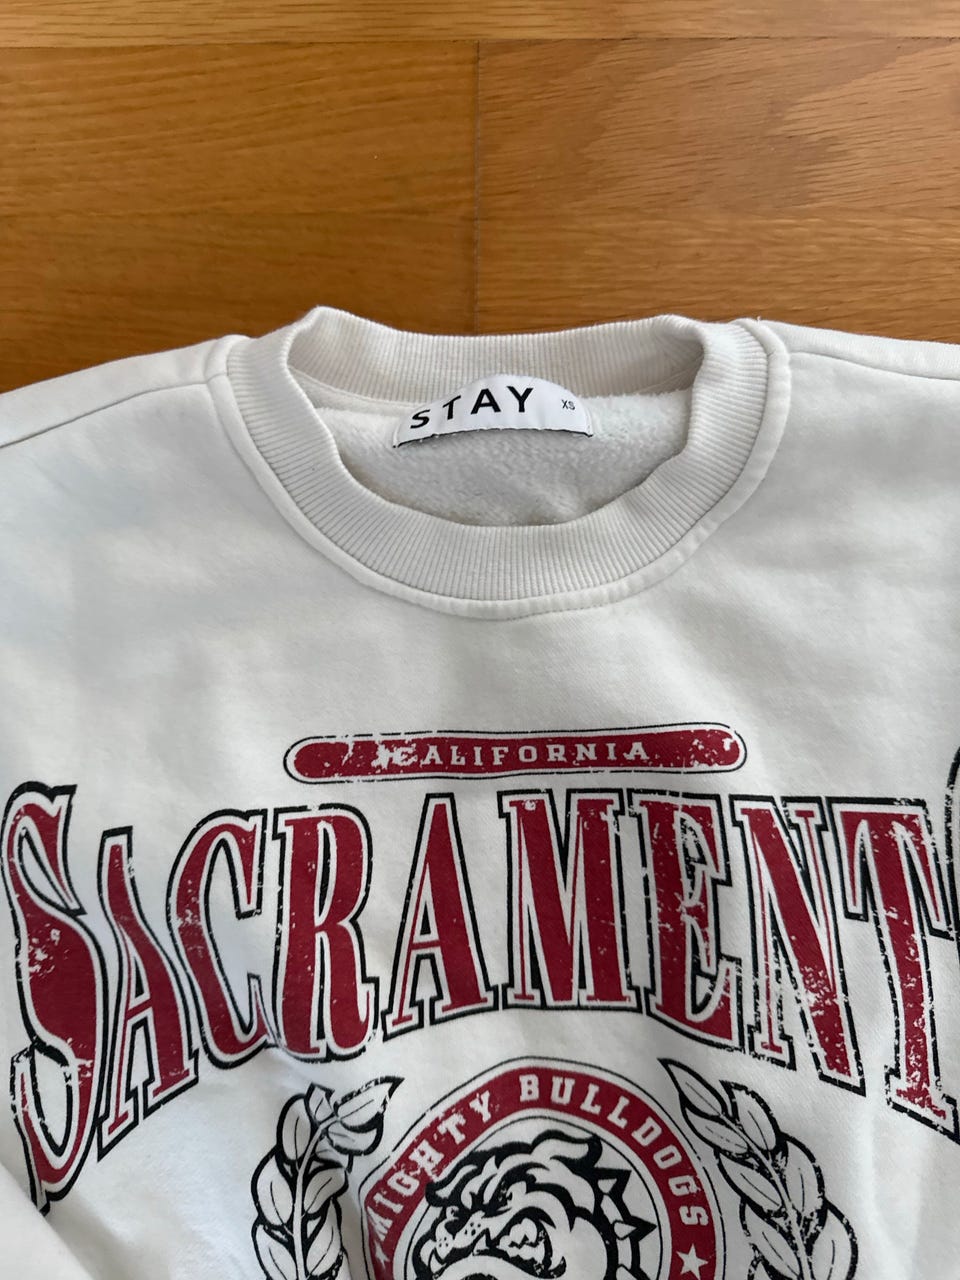 STAY XS
CALIFORNIA
SACRAMENT
MIGHTY BULLDOGS